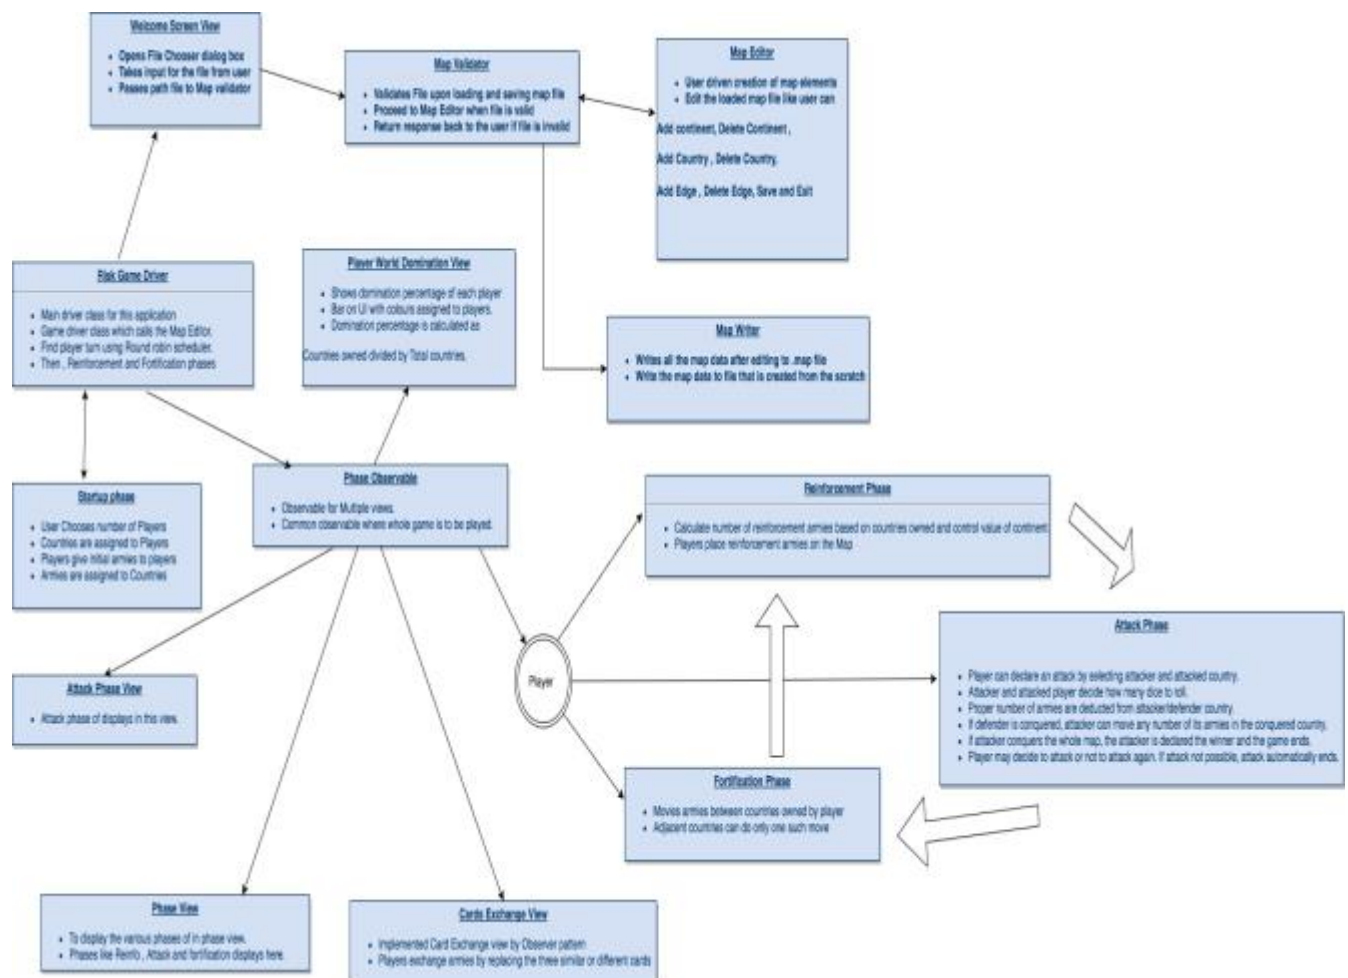 Welcome Screen View
Opens File Chooser dialog box
Takes input for the file from user
Passes path file to Map validator
Map Validator
Validates File upon loading and saving map file
Proceed to Map Editor when file is valid
Return response back to the user if file is invalid
Map Editor
User driven creation of map elements
Edit the loaded map file like user can
Add continent, Delete Continent ,
Add Country , Delete Country,
Add Edge , Delete Edge, Save and Exit
Risk Game Driver
Main driver class for this application
Game driver class which calls the Map Editor.
Find player turn using Round robin scheduler.
Then , Reinforcement and Fortification phases
Player World Domination View
Shows domination percentage of each player
Bar on UI with colours assigned to players.
Domination percentage is calculated as
Countries owned divided by Total countries.
Map Writer
Writes all the map data after editing to .map file
Write the map data to file that is created from the scratch
Startup phase
User Chooses number of Players
Countries are assigned to Players
Players give initial armies to players
Armies are assigned to Countries
Phase Observable
Observable for Multiple views.
Common observable where whole game is to be played.
Reinforcement Phase
Calculate number of reinforcement armies based on countries owned and control value of continent
Players place reinforcement armies on the Map
Player
Attack Phase
Player can declare an attack by selecting attacker and attacked country.
Attacker and attacked player decide how many dice to roll.
Proper number of armies are deducted from attacker/defender country.
If defender is conquered, attacker can move any number of its armies in the conquered country.
If attacker conquers the whole map, the attacker is declared the winner and the game ends.
Player may decide to attack or not to attack again. If attack not possible, attack automatically ends.
Attack Phase View
Attack phase of displays in this view.
Fortification Phase
Movies armies between countries owned by player
Adjacent countries can do only one such move
Phase View
To display the various phases of in phase view.
Phases like Reinfo , Attack and fortification displays here.
Cards Exchange View
Implemented Card Exchange view by Observer pattern
Players exchange armies by replacing the three similar or different cards